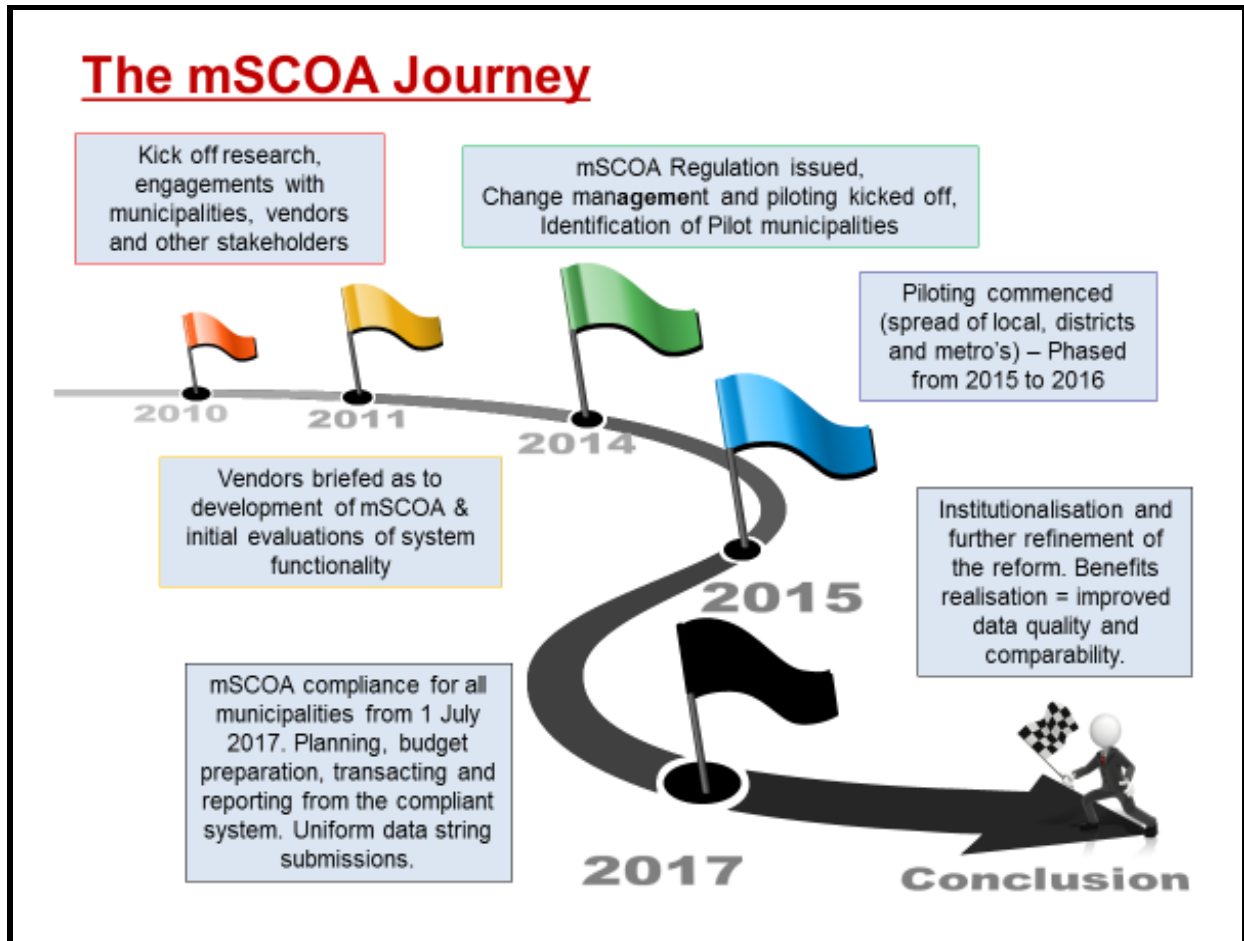 The mSCOA Journey
Kick off research,
engagements with
municipalities, vendors
and other stakeholders
mSCOA Regulation issued,
Change management and piloting kicked off,
Identification of Pilot municipalities
Piloting commenced
(spread of local, districts
and metro's) – Phased
from 2015 to 2016
2010
2011
2014
Vendors briefed as to
development of mSCOA &
initial evaluations of system
functionality
Institutionalisation and
further refinement of
the reform. Benefits
realisation = improved
data quality and
comparability.
2015
mSCOA compliance for all
municipalities from 1 July
2017. Planning, budget
preparation, transacting and
reporting from the compliant
system. Uniform data string
submissions.
2017
Conclusion